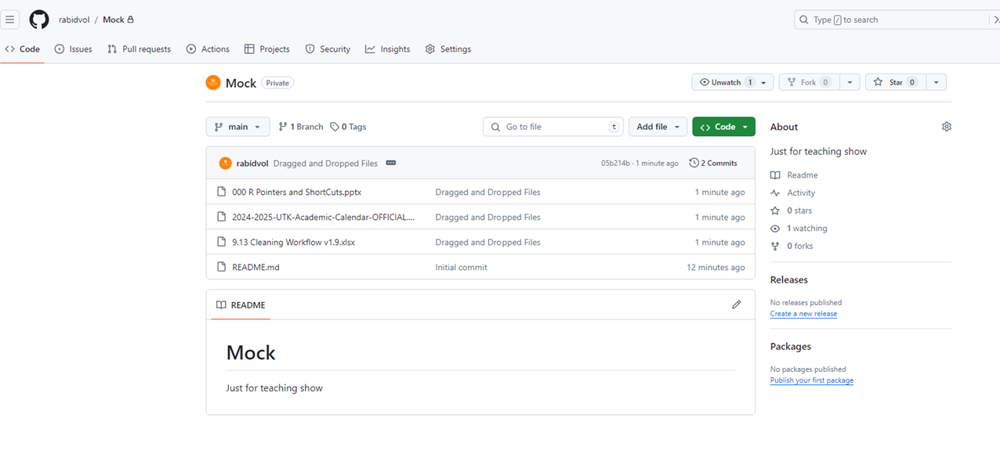 rabidvol / Mock
Type / to search
Code Issues Pull requests Actions Projects Security Insights Settings
Mock Private
Unwatch 1 Fork 0 Star 0
main 1 Branch 0 Tags
Go to file t Add file Code
rabidvol Dragged and Dropped Files 05b214b · 1 minute ago 2 Commits
000 R Pointers and ShortCuts.pptx Dragged and Dropped Files 1 minute ago
2024-2025-UTK-Academic-Calendar-OFFICIAL.... Dragged and Dropped Files 1 minute ago
9.13 Cleaning Workflow v1.9.xlsx Dragged and Dropped Files 1 minute ago
README.md Initial commit 12 minutes ago
README
Mock
Just for teaching show
About
Just for teaching show
Readme
Activity
0 stars
1 watching
0 forks
Releases
No releases published
Create a new release
Packages
No packages published
Publish your first package